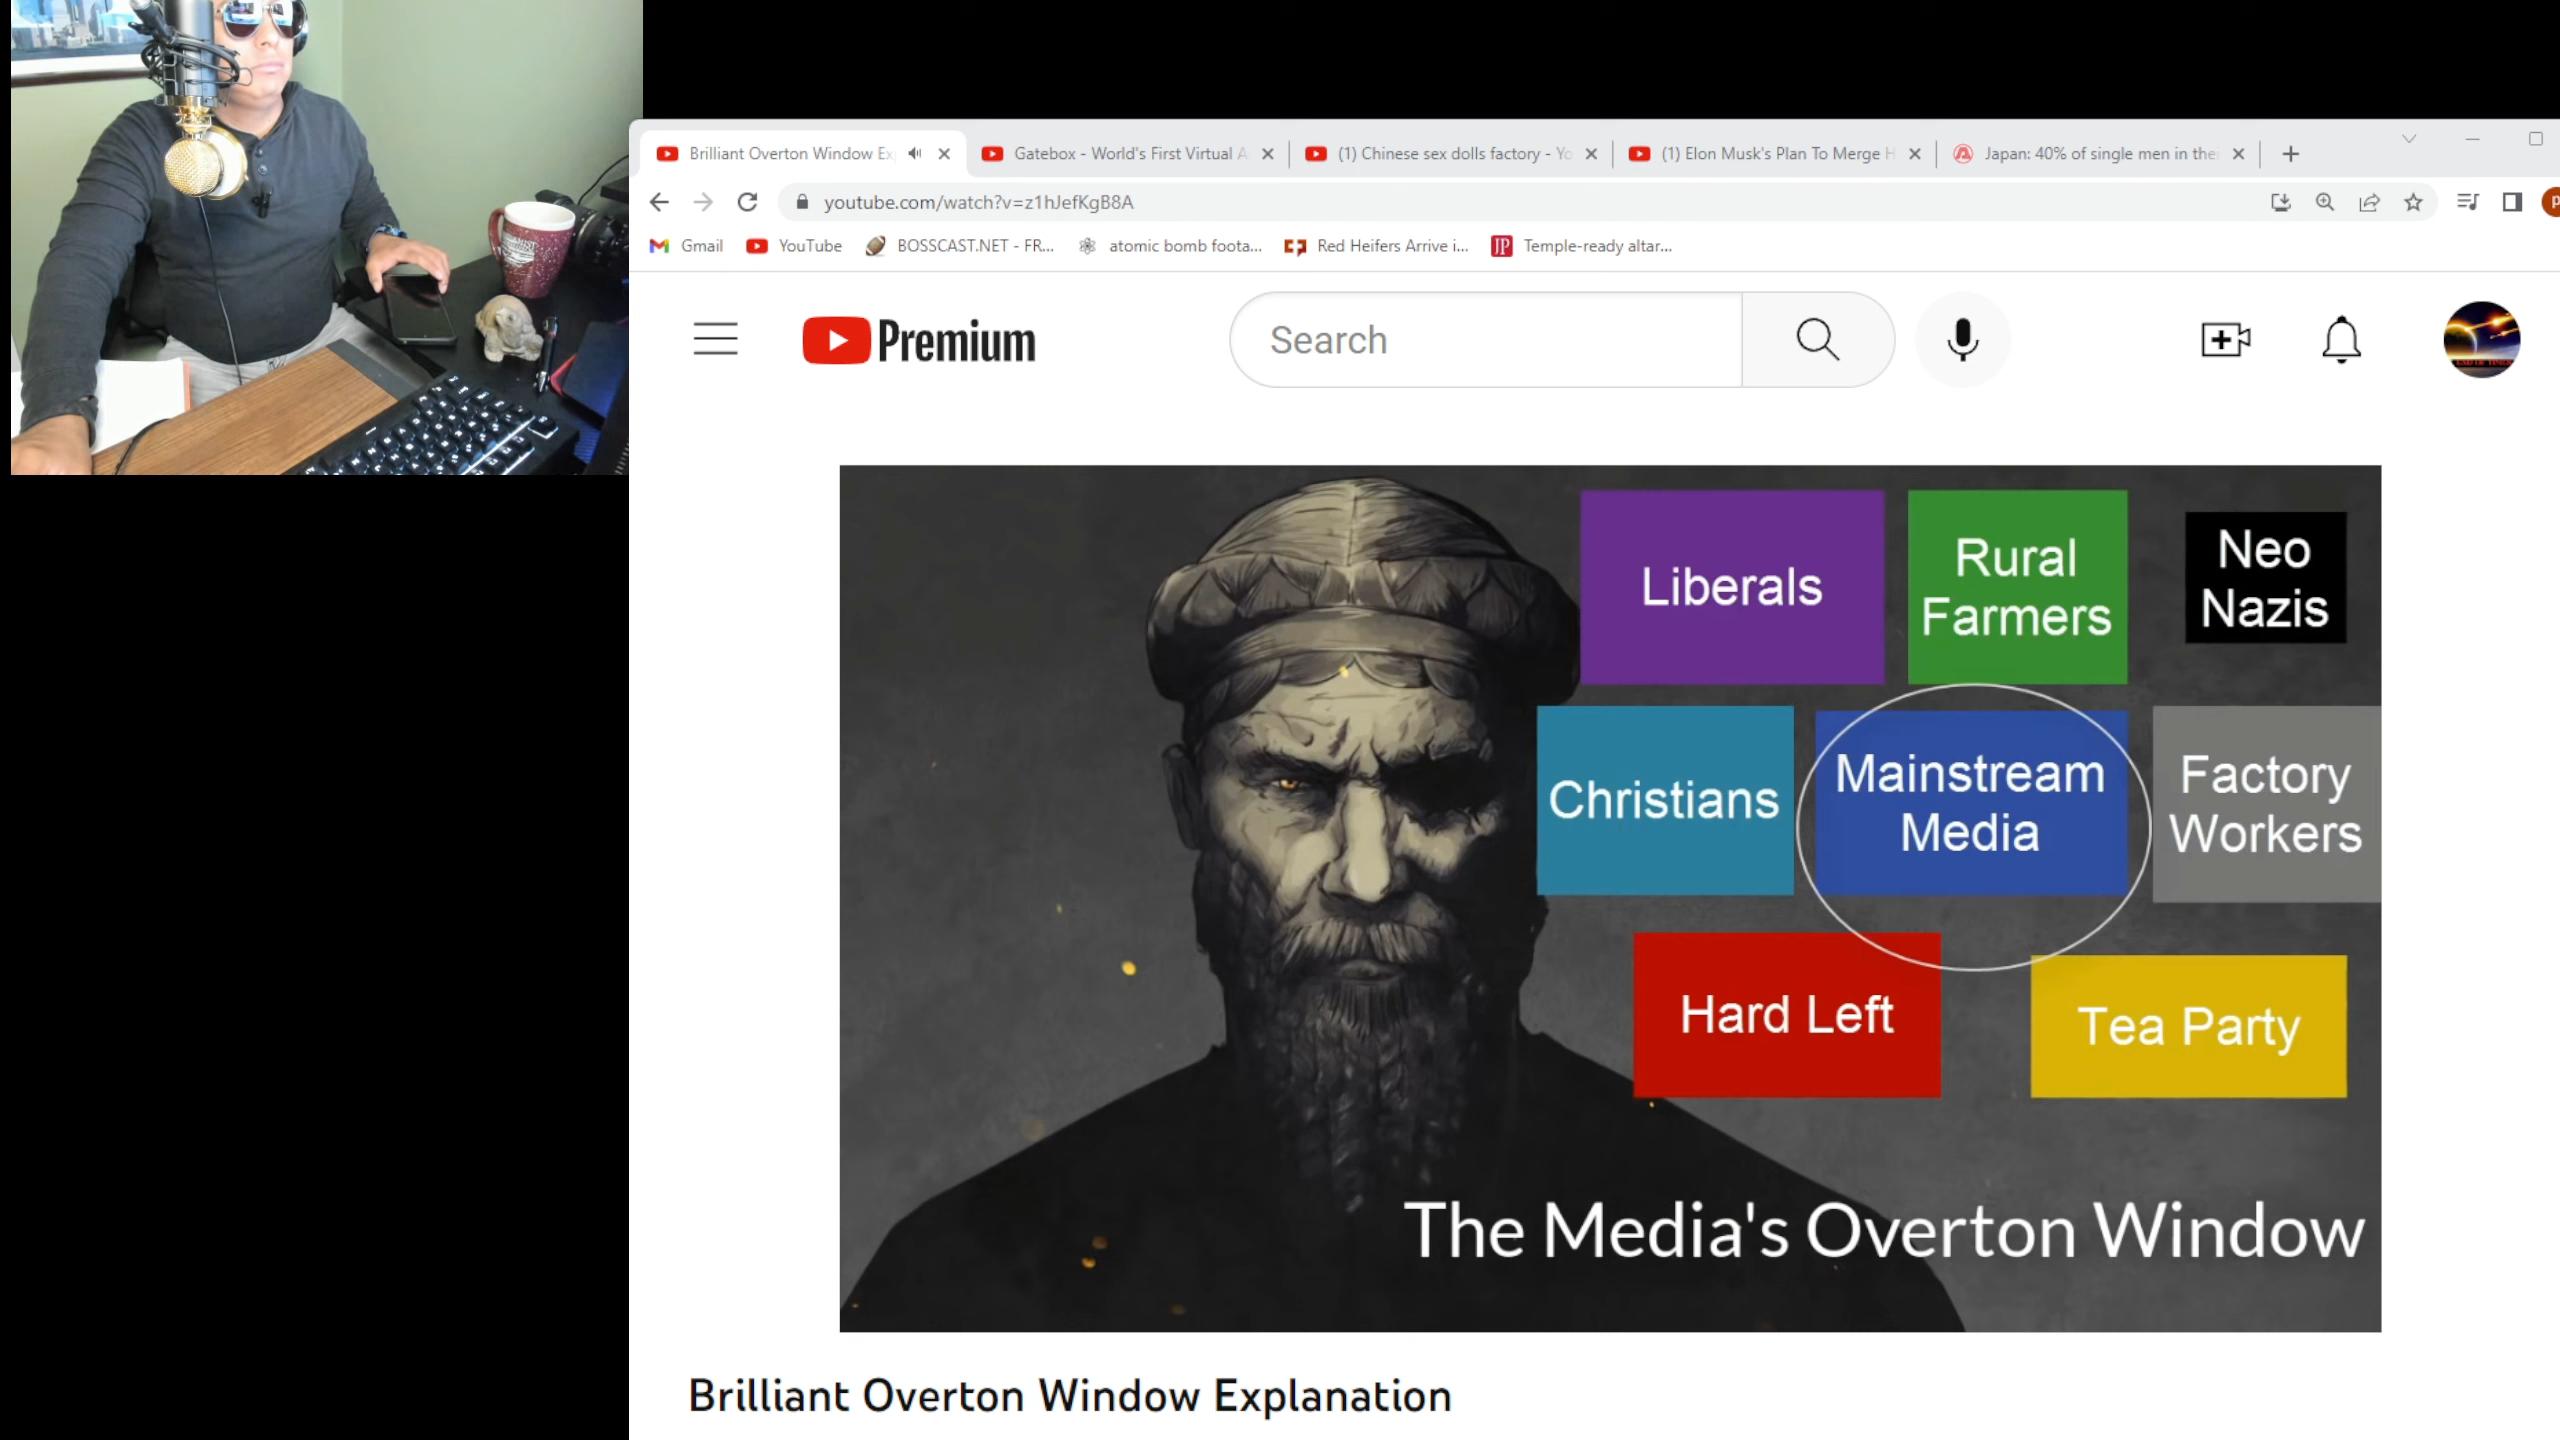 Brilliant Overton Window Ex
Gatebox - World's First Virtual A
(1) Chinese sex dolls factory - Yo
(1) Elon Musk's Plan To Merge H
Japan: 40% of single men in the
youtube.com/watch?v=z1hJefKgB8A
Gmail
YouTube
BOSSCAST.NET - FR...
atomic bomb foota...
Red Heifers Arrive i...
JP
Temple-ready altar...
Premium
Search
Liberals
Rural
Farmers
Neo
Nazis
Christians
Mainstream
Media
Factory
Workers
Hard Left
Tea Party
The Media's Overton Window
Brilliant Overton Window Explanation